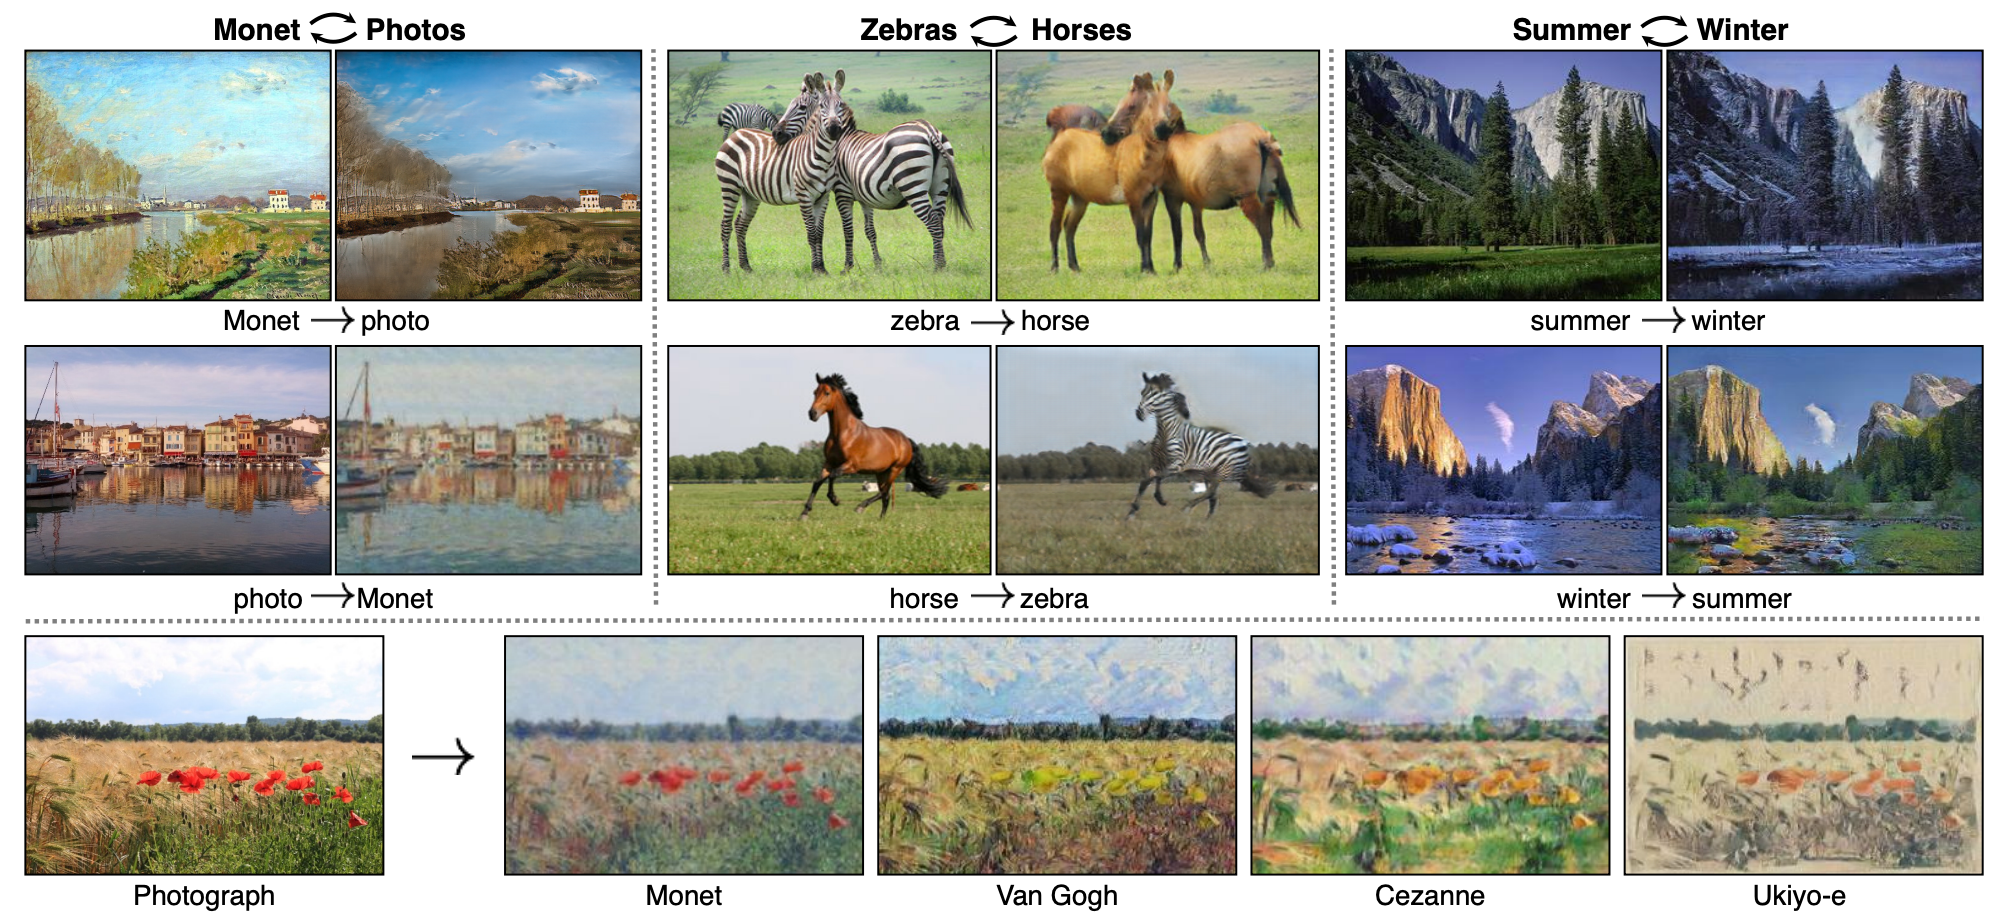 Monet Photos
Zebras Horses
Summer Winter
Monet → photo
zebra → horse
summer → winter
photo → Monet
horse → zebra
winter → summer
Photograph
Monet
Van Gogh
Cezanne
Ukiyo-e